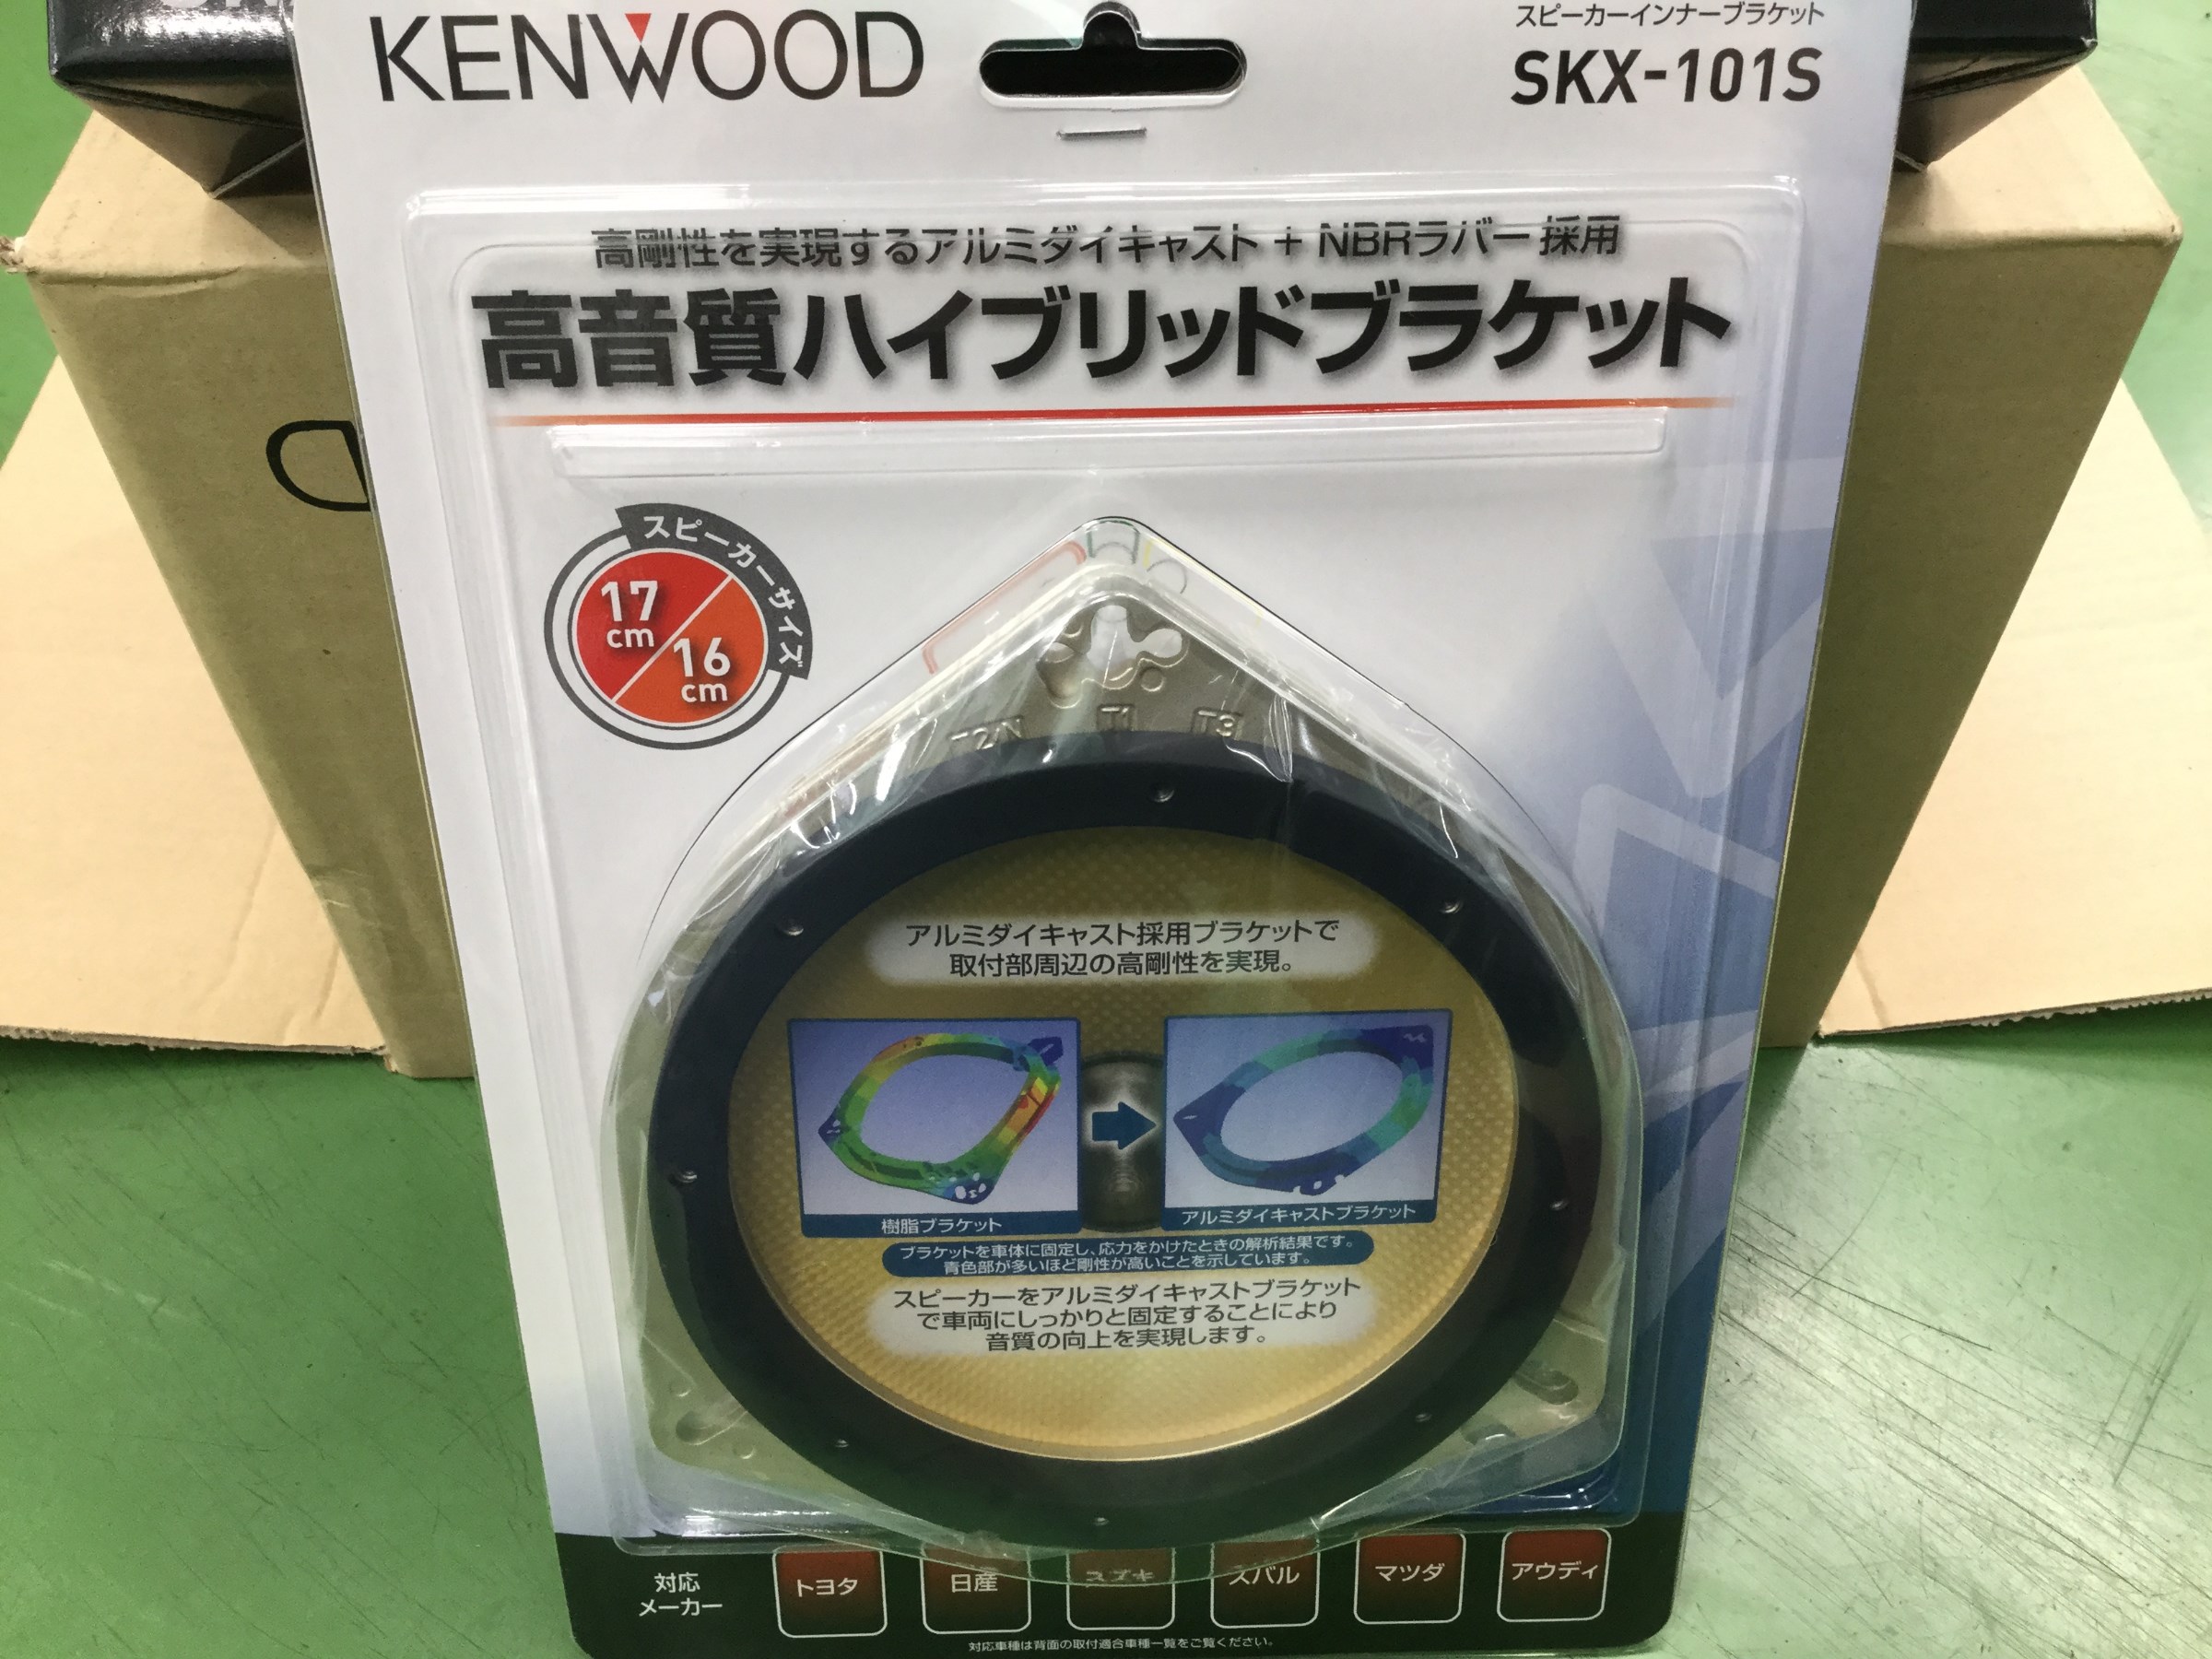 KENWOOD
スピーカーインナーブラケット
SKX-101S
高剛性を実現するアルミダイキャスト + NBRラバー採用
高音質ハイブリッドブラケット
スピーカーサイズ
17
cm
16
cm
T2/N T1 T3
アルミダイキャスト採用ブラケットで
取付部周辺の高剛性を実現。
樹脂ブラケット
アルミダイキャストブラケット
ブラケットを車体に固定し、応力をかけたときの解析結果です。
青色部が多いほど剛性が高いことを示しています。
スピーカーをアルミダイキャストブラケット
で車両にしっかりと固定することにより
音質の向上を実現します。
対応
メーカー
トヨタ
日産
スズキ
スバル
マツダ
アウディ
対応車種は背面の取付適合車種一覧をご覧ください。